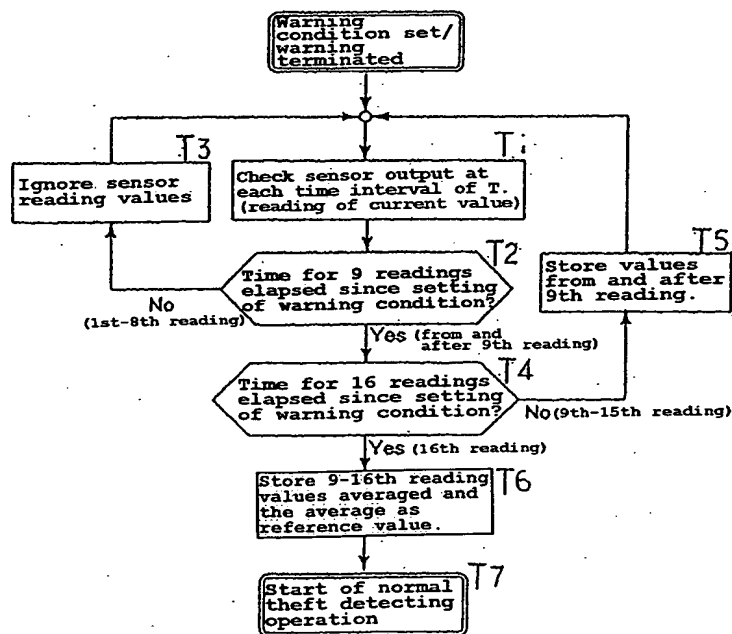 Warning
condition set/
warning
terminated
T3
Ignore sensor
reading values
Ti
Check sensor output at
each time interval of T.
(reading of current value)
T2
Time for 9 readings
elapsed since setting
of warning condition?
No
(1st-8th reading)
Yes (from and
after 9th reading)
T5
Store values
from and after
9th reading.
T4
Time for 16 readings
elapsed since setting
of warning condition?
No (9th-15th reading)
Yes (16th reading)
T6
Store 9-16th reading
values averaged and
the average as
reference value.
T7
Start of normal
theft detecting
operation